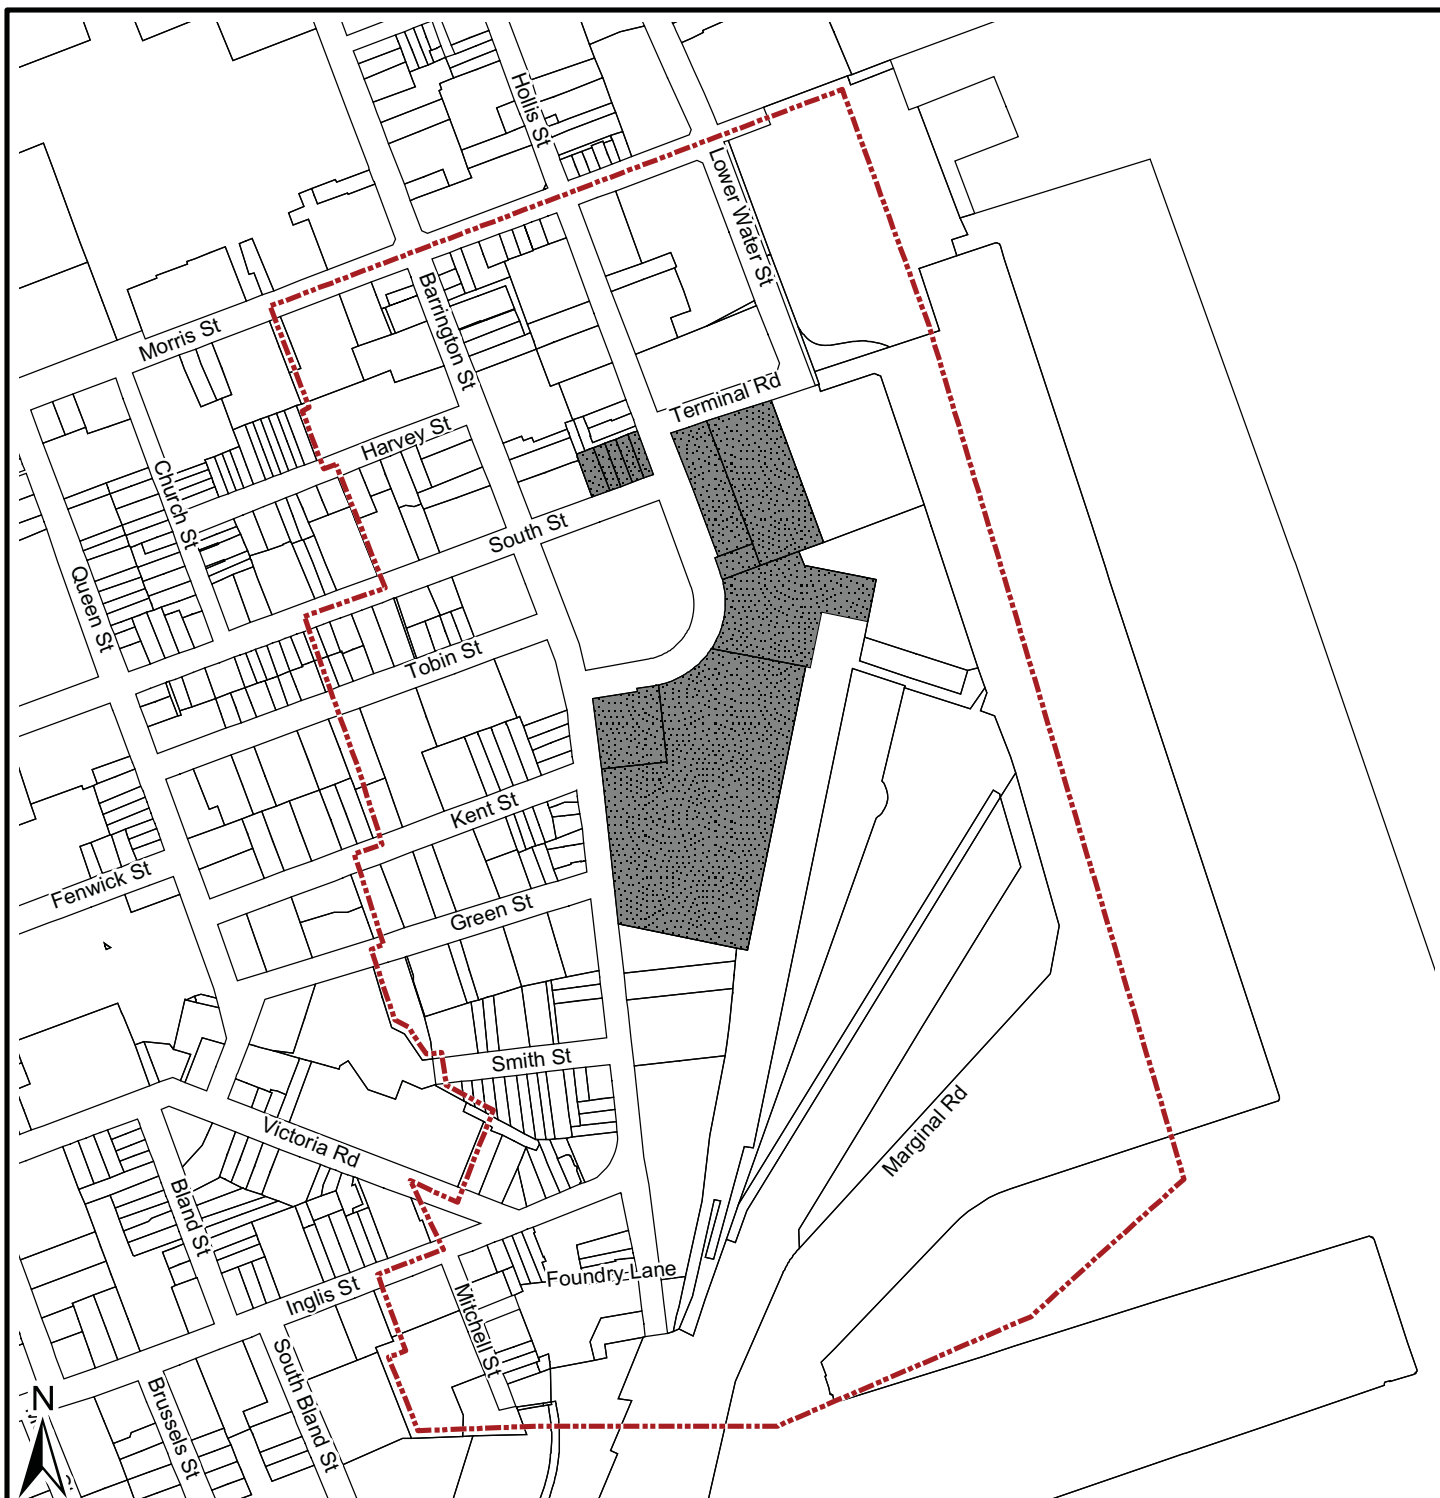 Hollis St
Lower Water St
Barrington St
Morris St
Terminal Rd
Harvey St
Church St
South St
Queen St
Tobin St
Kent St
Fenwick St
Green St
Smith St
Marginal Rd
Victoria Rd
Bland St
Foundry Lane
Inglis St
Mitchell St
South Bland St
Brussels St
N